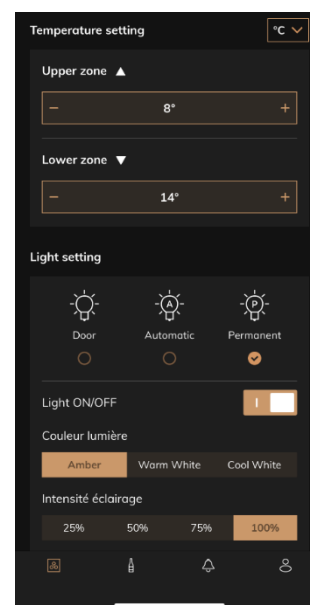 Temperature setting °C
Upper zone ▲
− 8° +
Lower zone ▼
− 14° +
Light setting
A P
Door Automatic Permanent
Light ON/OFF I
Couleur lumière
Amber Warm White Cool White
Intensité éclairage
25% 50% 75% 100%